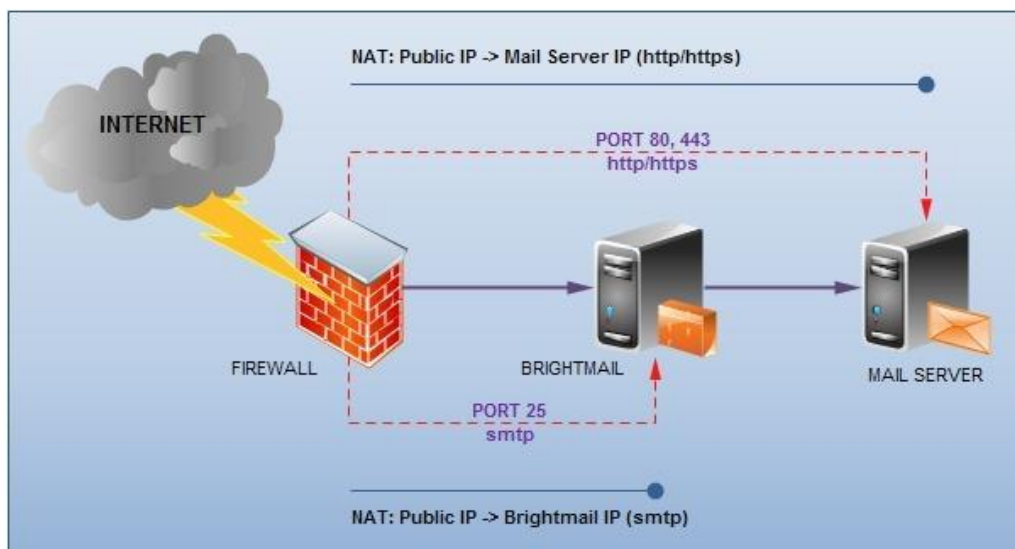 NAT: Public IP -> Mail Server IP (http/https)
INTERNET
PORT 80, 443
http/https
FIREWALL
BRIGHTMAIL
MAIL SERVER
PORT 25
smtp
NAT: Public IP -> Brightmail IP (smtp)